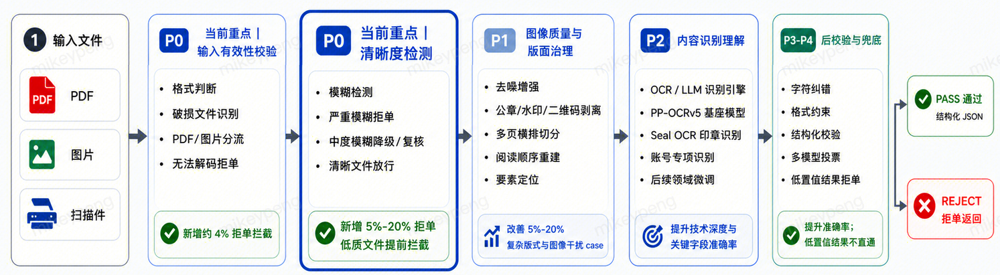 1 输入文件
PDF
PDF
图片
扫描件
P0
当前重点｜
输入有效性校验
• 格式判断
• 破损文件识别
• PDF/图片分流
• 无法解码拒单
新增约 4% 拒单拦截
P0
当前重点｜
清晰度检测
• 模糊检测
• 严重模糊拒单
• 中度模糊降级/复核
• 清晰文件放行
新增 5%-20% 拒单
低质文件提前拦截
P1
图像质量与
版面治理
• 去噪增强
• 公章/水印/二维码剥离
• 多页横排切分
• 阅读顺序重建
• 要素定位
改善 5%-20%
复杂版式与图像干扰 case
P2
内容识别理解
• OCR / LLM 识别引擎
• PP-OCRv5 基座模型
• Seal OCR 印章识别
• 账号专项识别
• 后续领域微调
提升技术深度与
关键字段准确率
P3-P4
后校验与兜底
• 字符纠错
• 格式约束
• 结构化校验
• 多模型投票
• 低置信结果拒单
提升准确率；
低置信结果不直通
PASS 通过
结构化 JSON
REJECT
拒单返回
mikeypeng
mikeypeng
mikeypeng
mikeypeng
mikeypeng
mikeypeng
mikeypeng
mikeypeng